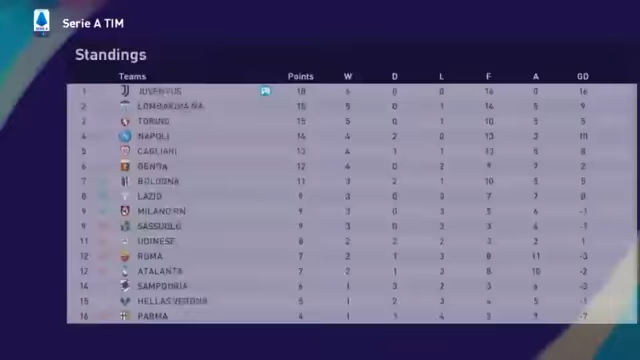 Serie A TIM
Standings
Teams Points W D L F A GD
1 JUVENTUS 18 6 0 0 16 0 16
2 LOMBARDIA NA 15 5 0 1 14 5 9
3 TORINO 15 5 0 1 10 5 5
4 NAPOLI 14 4 2 0 13 3 10
5 CAGLIARI 13 4 1 1 13 5 8
6 GENOA 12 4 0 2 9 7 2
7 BOLOGNA 11 3 2 1 10 5 5
8 LAZIO 9 3 0 3 7 7 0
9 MILANO RN 9 3 0 3 5 6 -1
9 SASSUOLO 9 3 0 3 3 4 -1
11 UDINESE 8 2 2 2 3 2 1
12 ROMA 7 2 1 3 8 11 -3
12 ATALANTA 7 2 1 3 8 10 -2
14 SAMPDORIA 6 1 3 2 3 6 -3
15 HELLAS VERONA 5 1 2 3 4 5 -1
16 PARMA 4 1 1 4 2 9 -7